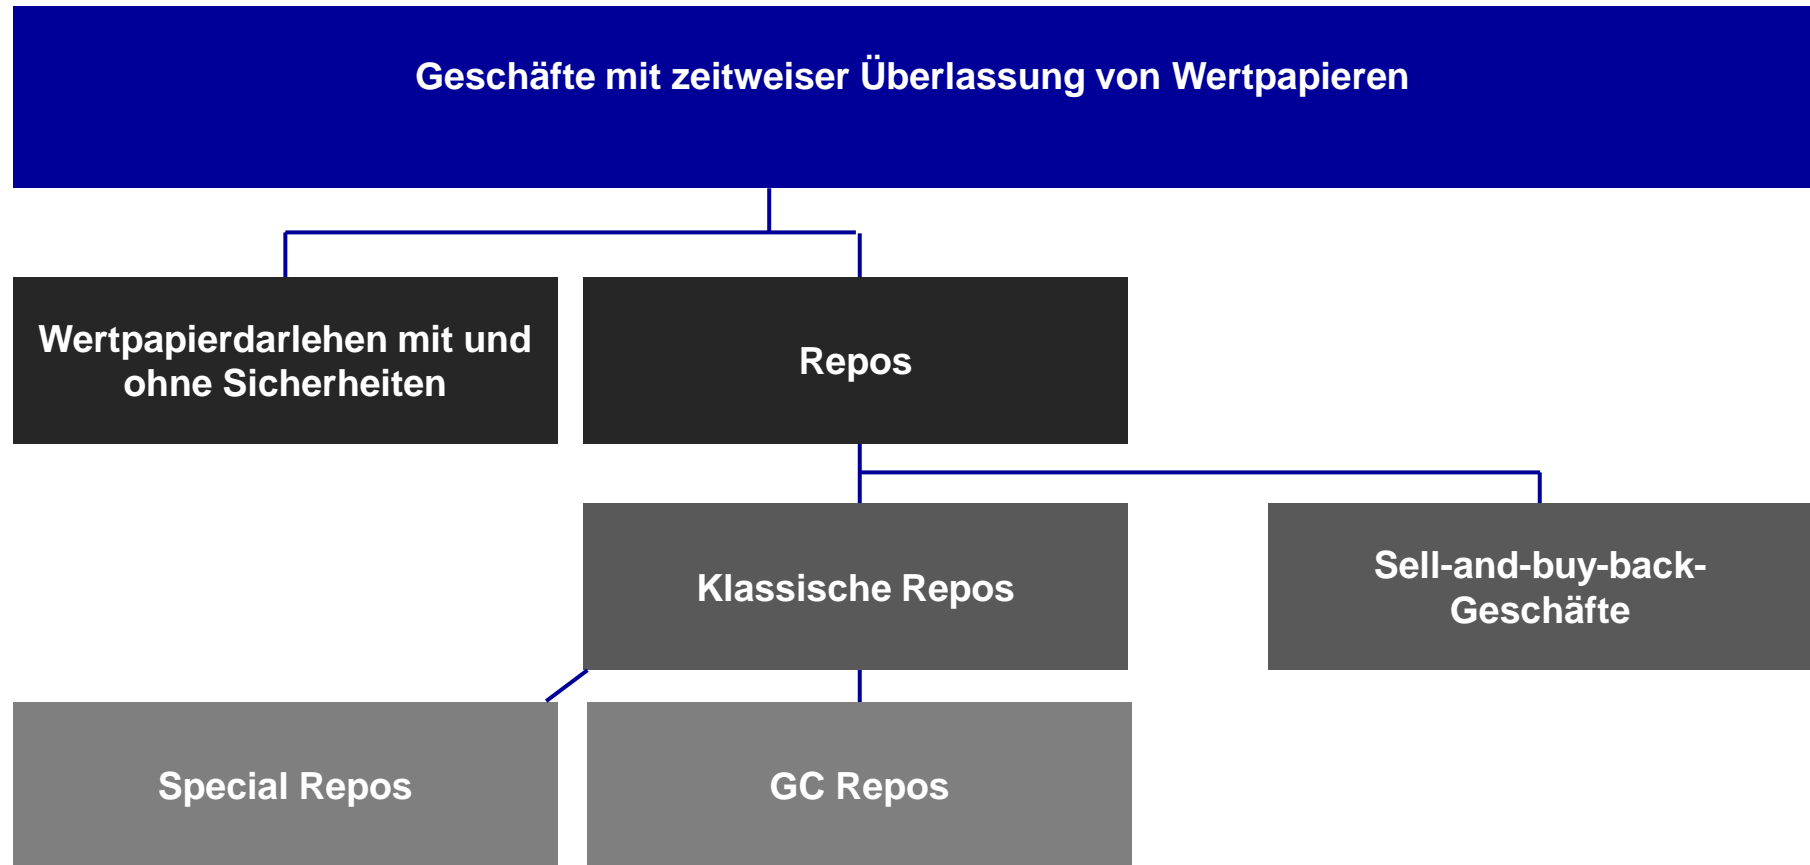 Geschäfte mit zeitweiser Überlassung von Wertpapieren
Wertpapierdarlehen mit und
ohne Sicherheiten
Repos
Klassische Repos
Sell-and-buy-back-
Geschäfte
Special Repos
GC Repos